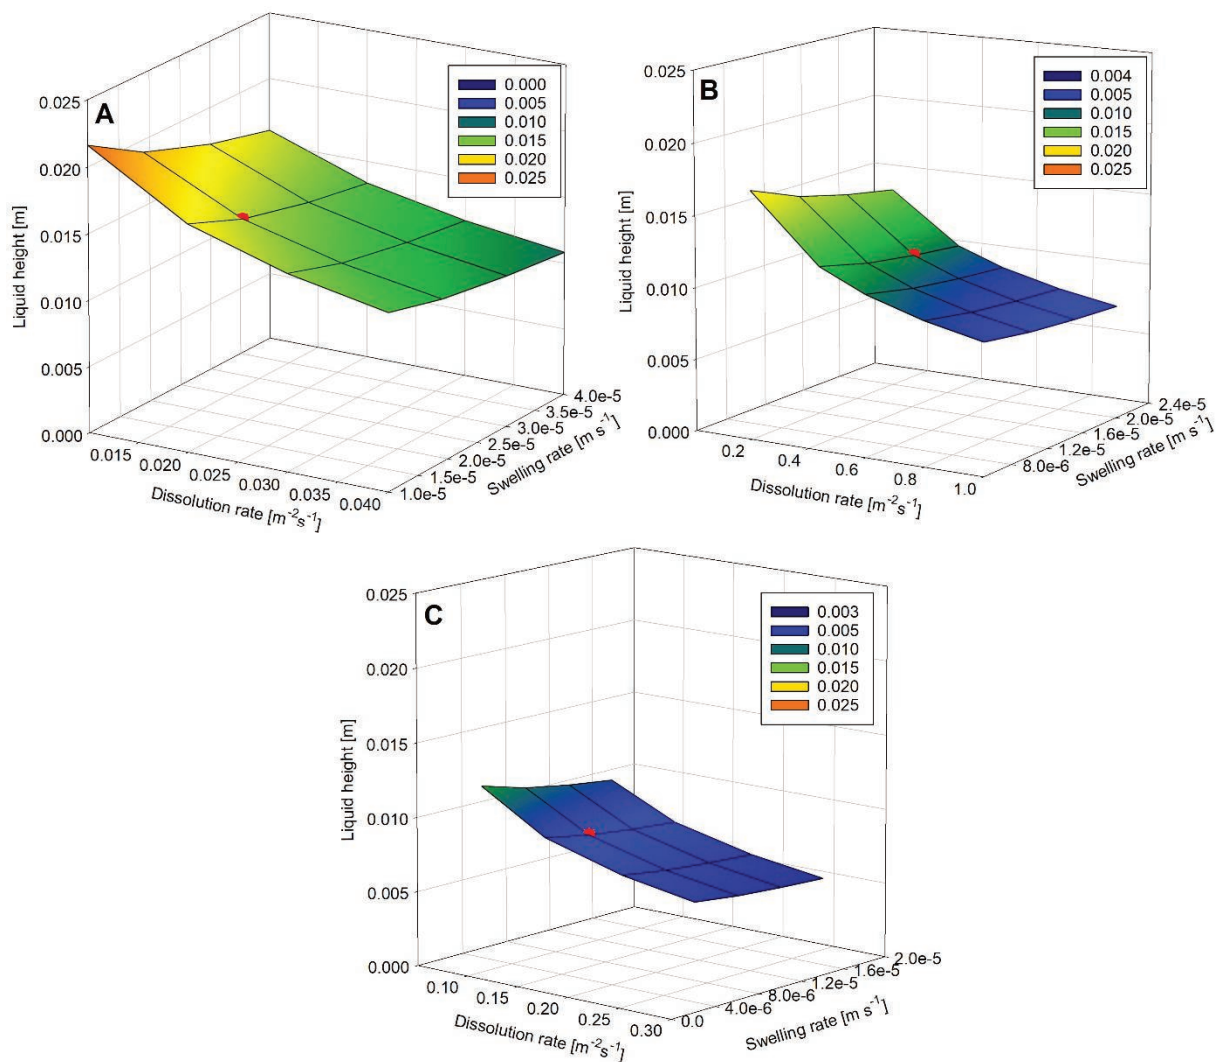 A
0.000
0.005
0.010
0.015
0.020
0.025
0.025
0.020
0.015
0.010
0.005
0.000
Liquid height [m]
0.015
0.020
0.025
0.030
0.035
0.040
Dissolution rate [m⁻²s⁻¹]
1.0e-5
1.5e-5
2.0e-5
2.5e-5
3.0e-5
3.5e-5
4.0e-5
Swelling rate [m s⁻¹]
B
0.004
0.005
0.010
0.015
0.020
0.025
0.025
0.020
0.015
0.010
0.005
0.000
Liquid height [m]
0.2
0.4
0.6
0.8
1.0
Dissolution rate [m⁻²s⁻¹]
8.0e-6
1.2e-5
1.6e-5
2.0e-5
2.4e-5
Swelling rate [m s⁻¹]
C
0.003
0.005
0.010
0.015
0.020
0.025
0.025
0.020
0.015
0.010
0.005
0.000
Liquid height [m]
0.10
0.15
0.20
0.25
0.30
Dissolution rate [m⁻²s⁻¹]
0.0
4.0e-6
8.0e-6
1.2e-5
1.6e-5
2.0e-5
Swelling rate [m s⁻¹]